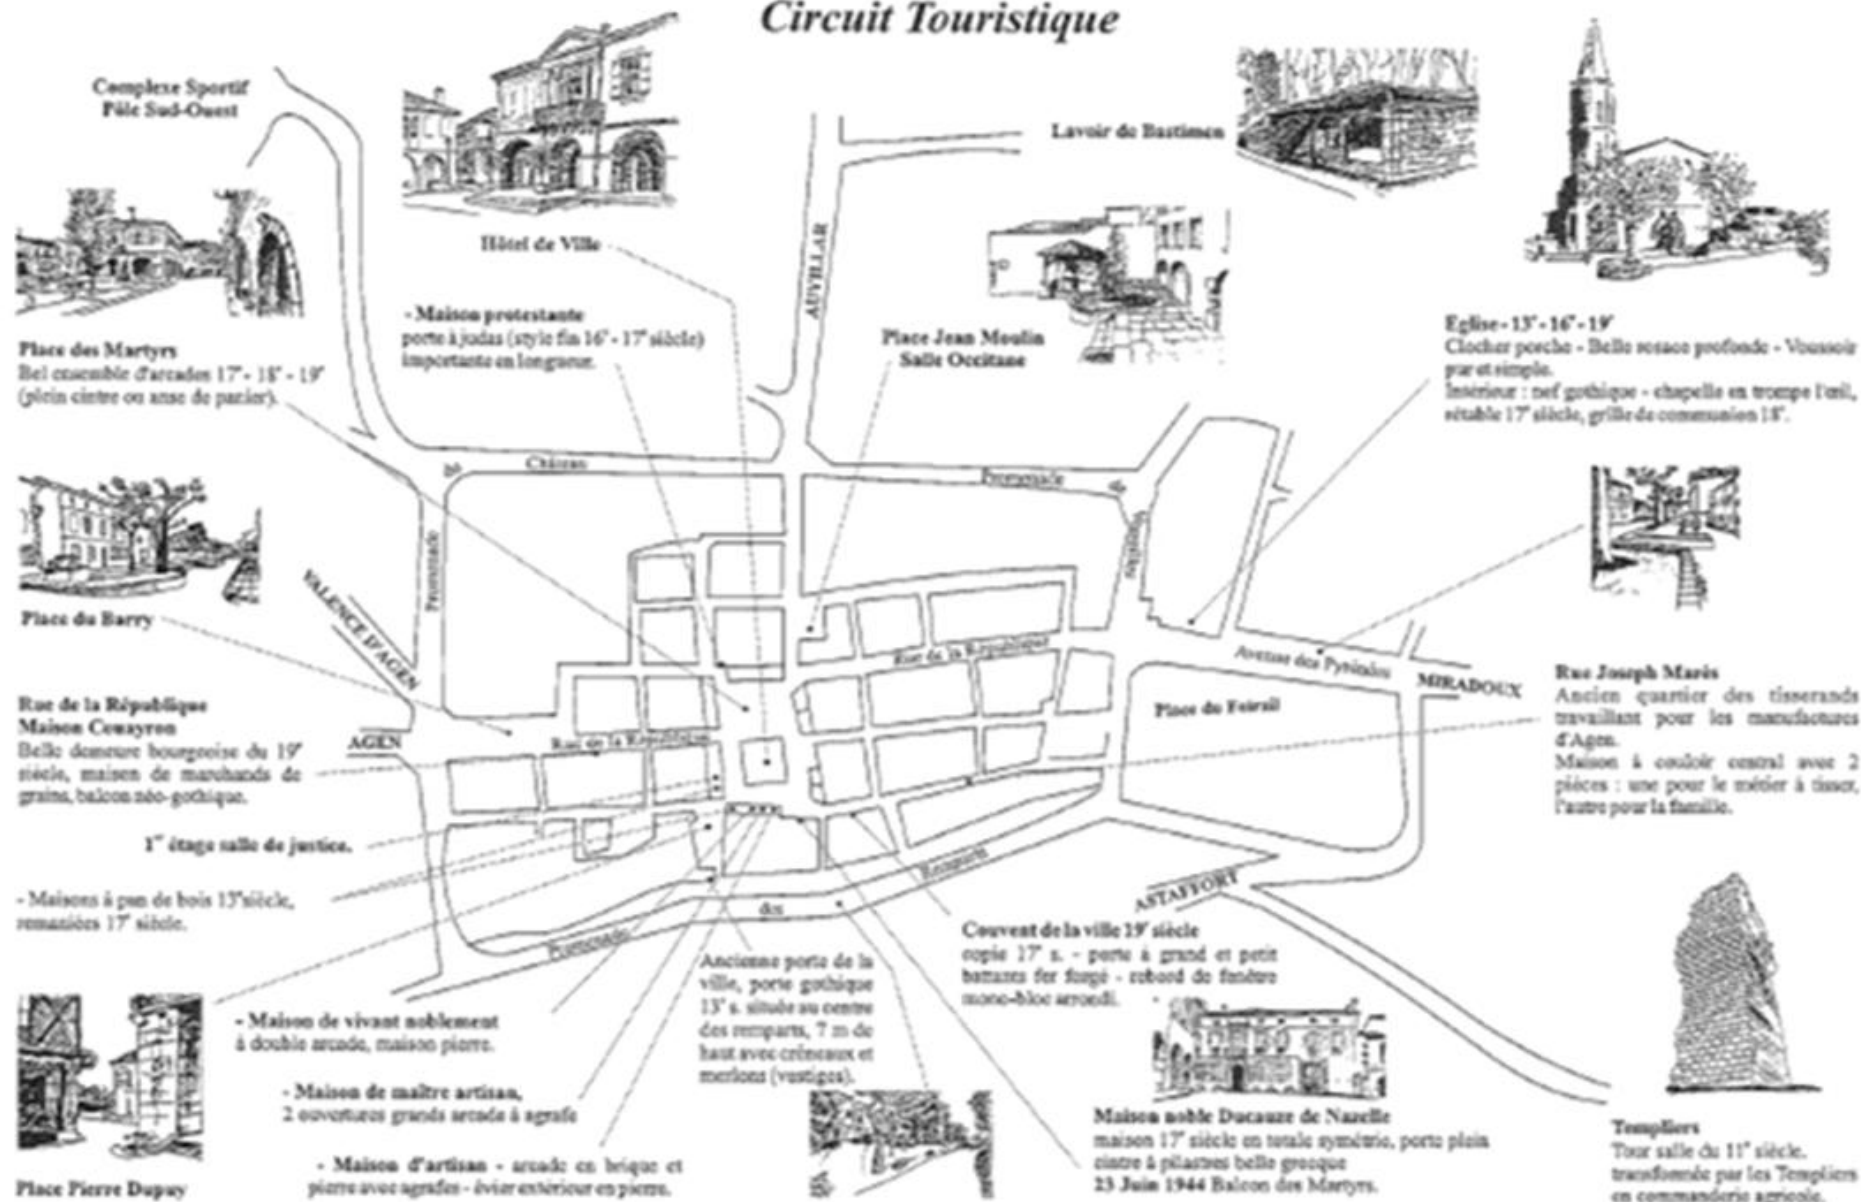 Circuit Touristique
Complexe Sportif
Pôle Sud-Ouest
Hôtel de Ville
Lavoir de Bastimen
AUVILLAR
Place Jean Moulin
Salle Occitane
- Maison protestante
porte à judas (style fin 16e - 17e siècle)
importante en longueur.
Place des Martyrs
Bel ensemble d'arcades 17e - 18e - 19e
(plein cintre ou anse de panier).
Eglise - 13e - 16e - 19e
Clocher porche - Belle rosace profonde - Voussoir
pur et simple.
Intérieur : nef gothique - chapelle en trompe l'œil,
rétable 17e siècle, grille de communion 18e.
Promenade
du
Château
Promenade
de
Place du Barry
VALENCE D'AGEN
Rue de la République
Avenue des Pyrénées
MIRADOUX
Place du Foirail
Rue de la République
Maison Couayron
Belle demeure bourgeoise du 19e
siècle, maison de marchands de
grains, balcon néo-gothique.
AGEN
Rue de la République
Rue Joseph Marès
Ancien quartier des tisserands
travaillant pour les manufactures
d'Agen.
Maison à couloir central avec 2
pièces : une pour le métier à tisser,
l'autre pour la famille.
1er étage salle de justice.
- Maisons à pan de bois 13e siècle,
remaniées 17e siècle.
Promenade
des
Remparts
ASTAFFORT
Couvent de la ville 19e siècle
copie 17e s. - porte à grand et petit
battants fer forgé - rebord de fenêtre
mono-bloc arrondi.
Ancienne porte de la
ville, porte gothique
13e s. située au centre
des remparts, 7 m de
haut avec créneaux et
merlons (vestiges).
- Maison de vivant noblement
à double arcade, maison pierre.
- Maison de maître artisan,
2 ouvertures grands arcade à agrafe
- Maison d'artisan - arcade en brique et
pierre avec agrafes - évier extérieur en pierre.
Place Pierre Dupuy
Maison noble Ducauze de Nazelle
maison 17e siècle en totale symétrie, porte plein
cintre à pilastres belle grecque
23 Juin 1944 Balcon des Martyrs.
Templiers
Tour salle du 11e siècle,
transformée par les Templiers
en commanderie agricole.